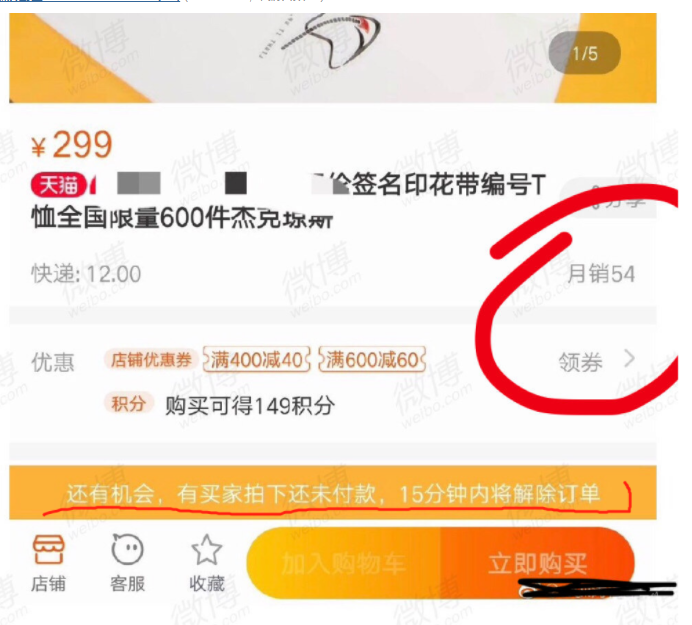 1/5
¥299
天猫 签名印花带编号T
恤全国限量600件杰克琼斯
分享
快递: 12.00
月销54
优惠 店铺优惠券 满400减40 满600减60 领券
积分 购买可得149积分
还有机会，有买家拍下还未付款，15分钟内将解除订单
店铺 客服 收藏 加入购物车 立即购买
微博
weibo.com